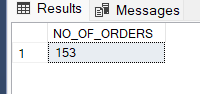 Results Messages
NO_OF_ORDERS
1 153